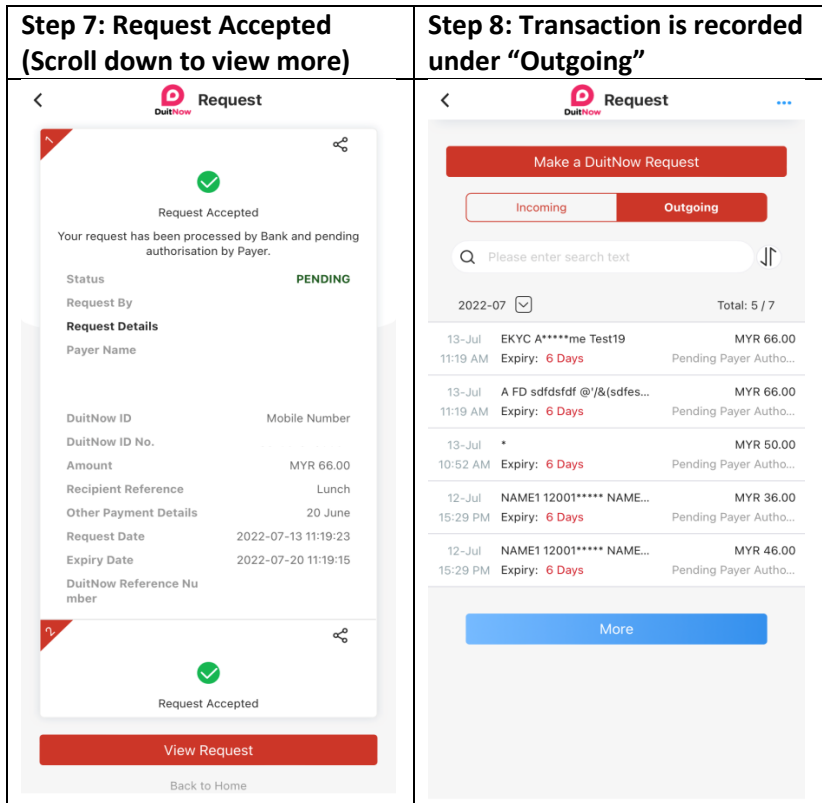 Step 7: Request Accepted
(Scroll down to view more)
DuitNow
Request
1
Request Accepted
Your request has been processed by Bank and pending
authorisation by Payer.
Status PENDING
Request By
Request Details
Payer Name
DuitNow ID Mobile Number
DuitNow ID No.
Amount MYR 66.00
Recipient Reference Lunch
Other Payment Details 20 June
Request Date 2022-07-13 11:19:23
Expiry Date 2022-07-20 11:19:15
DuitNow Reference Nu
mber
2
Request Accepted
View Request
Back to Home
Step 8: Transaction is recorded
under “Outgoing”
DuitNow
Request
...
Make a DuitNow Request
Incoming Outgoing
Please enter search text
2022-07 Total: 5 / 7
13-Jul EKYC A*****me Test19 MYR 66.00
11:19 AM Expiry: 6 Days Pending Payer Autho...
13-Jul A FD sdfdsfdf @'/&(sdfes... MYR 66.00
11:19 AM Expiry: 6 Days Pending Payer Autho...
13-Jul * MYR 50.00
10:52 AM Expiry: 6 Days Pending Payer Autho...
12-Jul NAME1 12001***** NAME... MYR 36.00
15:29 PM Expiry: 6 Days Pending Payer Autho...
12-Jul NAME1 12001***** NAME... MYR 46.00
15:29 PM Expiry: 6 Days Pending Payer Autho...
More